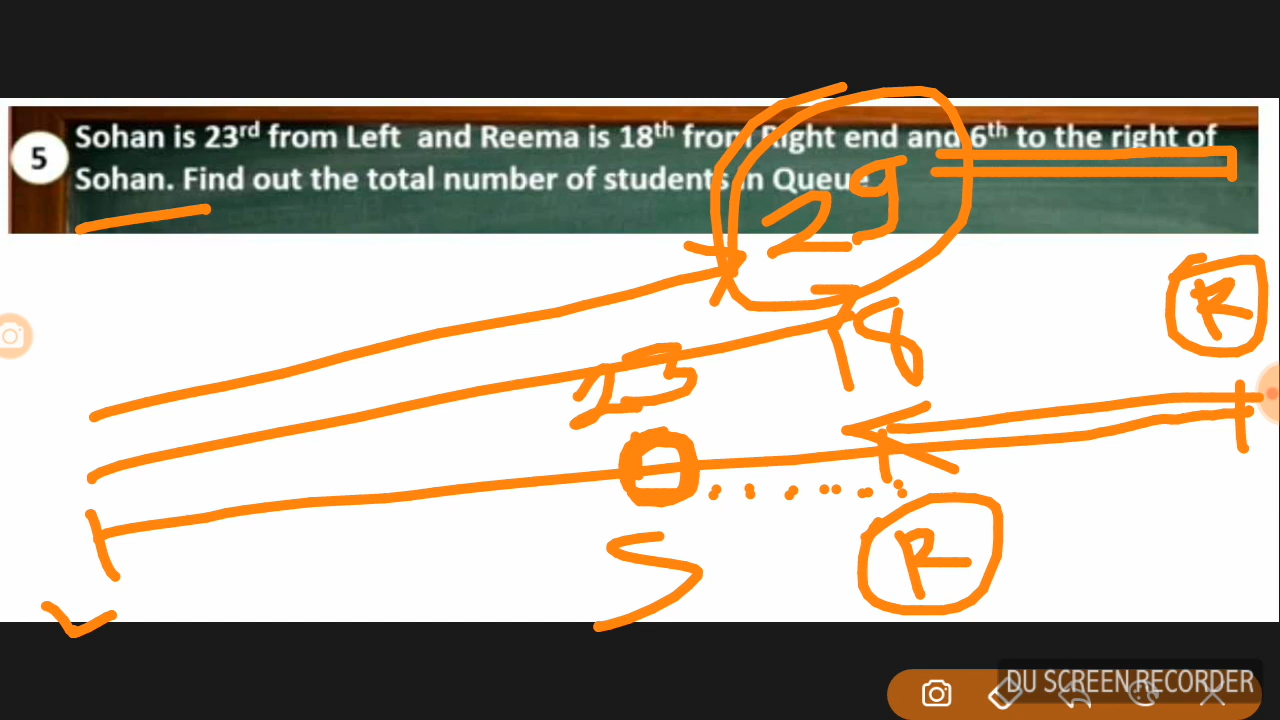 5
Sohan is 23rd from Left and Reema is 18th from Right end and 6th to the right of
Sohan. Find out the total number of students in Queue.
29
18
23
R
S
R
L
DU SCREEN RECORDER